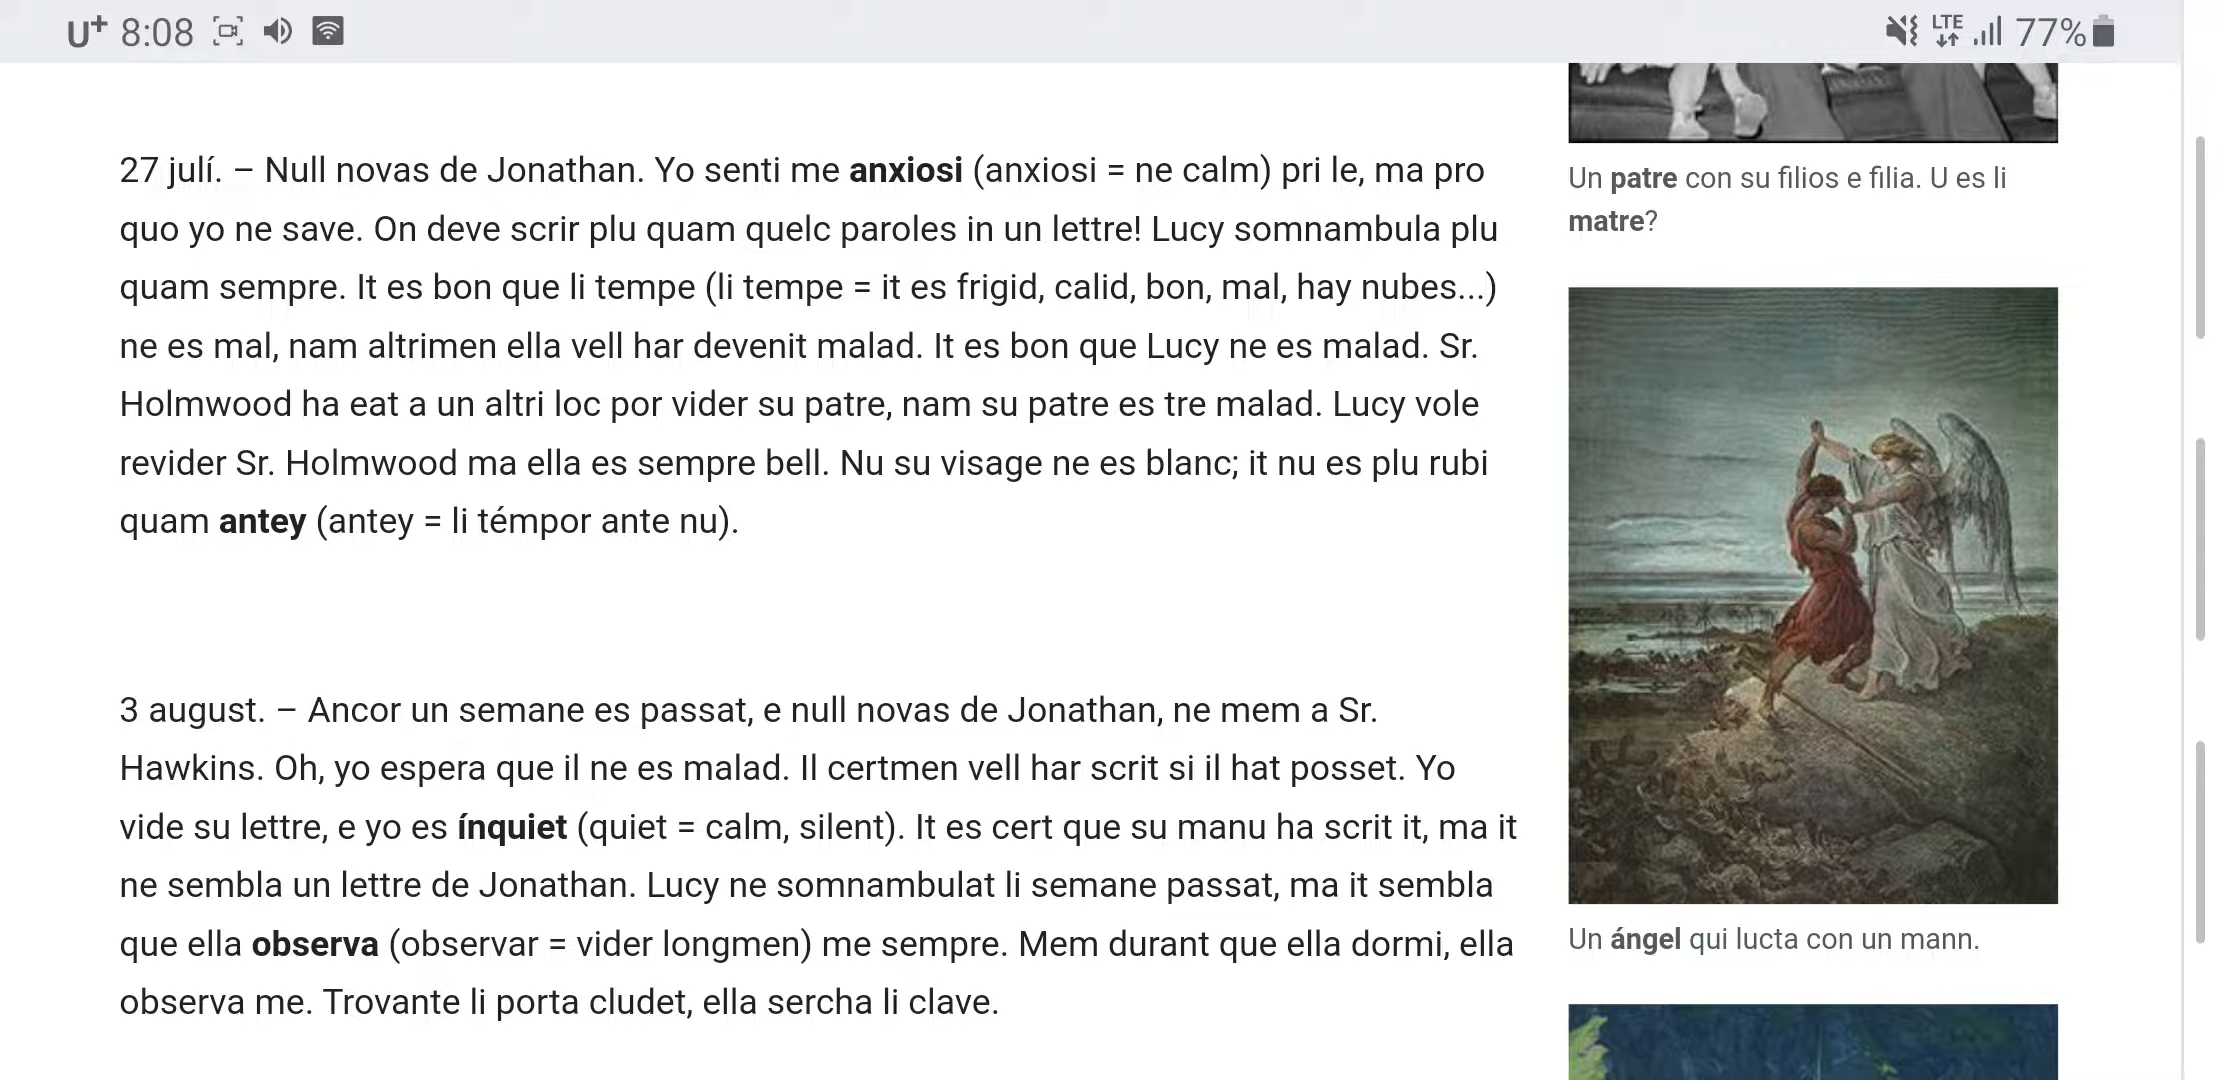 U+ 8:08 LTE 77%
27 julí. – Null novas de Jonathan. Yo senti me anxiosi (anxiosi = ne calm) pri le, ma pro
quo yo ne save. On deve scrir plu quam quelc paroles in un lettre! Lucy somnambula plu
quam sempre. It es bon que li tempe (li tempe = it es frigid, calid, bon, mal, hay nubes...)
ne es mal, nam altrimen ella vell har devenit malad. It es bon que Lucy ne es malad. Sr.
Holmwood ha eat a un altri loc por vider su patre, nam su patre es tre malad. Lucy vole
revider Sr. Holmwood ma ella es sempre bell. Nu su visage ne es blanc; it nu es plu rubi
quam antey (antey = li témpor ante nu).
3 august. – Ancor un semane es passat, e null novas de Jonathan, ne mem a Sr.
Hawkins. Oh, yo espera que il ne es malad. Il certmen vell har scrit si il hat posset. Yo
vide su lettre, e yo es ínquiet (quiet = calm, silent). It es cert que su manu ha scrit it, ma it
ne sembla un lettre de Jonathan. Lucy ne somnambulat li semane passat, ma it sembla
que ella observa (observar = vider longmen) me sempre. Mem durant que ella dormi, ella
observa me. Trovante li porta cludet, ella sercha li clave.
Un patre con su filios e filia. U es li
matre?
Un ángel qui lucta con un mann.